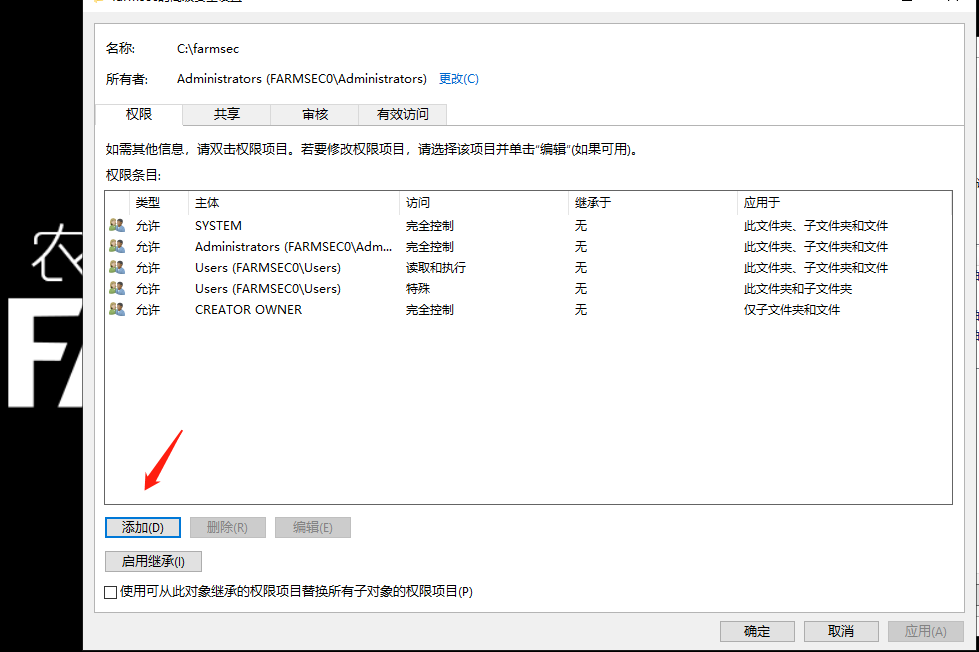 名称: C:\farmsec
所有者: Administrators (FARMSEC0\Administrators) 更改(C)
权限 共享 审核 有效访问
如需其他信息，请双击权限项目。若要修改权限项目，请选择该项目并单击“编辑”(如果可用)。
权限条目:
类型 主体 访问 继承于 应用于
允许 SYSTEM 完全控制 无 此文件夹、子文件夹和文件
允许 Administrators (FARMSEC0\Adm... 完全控制 无 此文件夹、子文件夹和文件
允许 Users (FARMSEC0\Users) 读取和执行 无 此文件夹、子文件夹和文件
允许 Users (FARMSEC0\Users) 特殊 无 此文件夹和子文件夹
允许 CREATOR OWNER 完全控制 无 仅子文件夹和文件
农
FA
添加(D) 删除(R) 编辑(E)
启用继承(I)
使用可从此对象继承的权限项目替换所有子对象的权限项目(P)
确定 取消 应用(A)